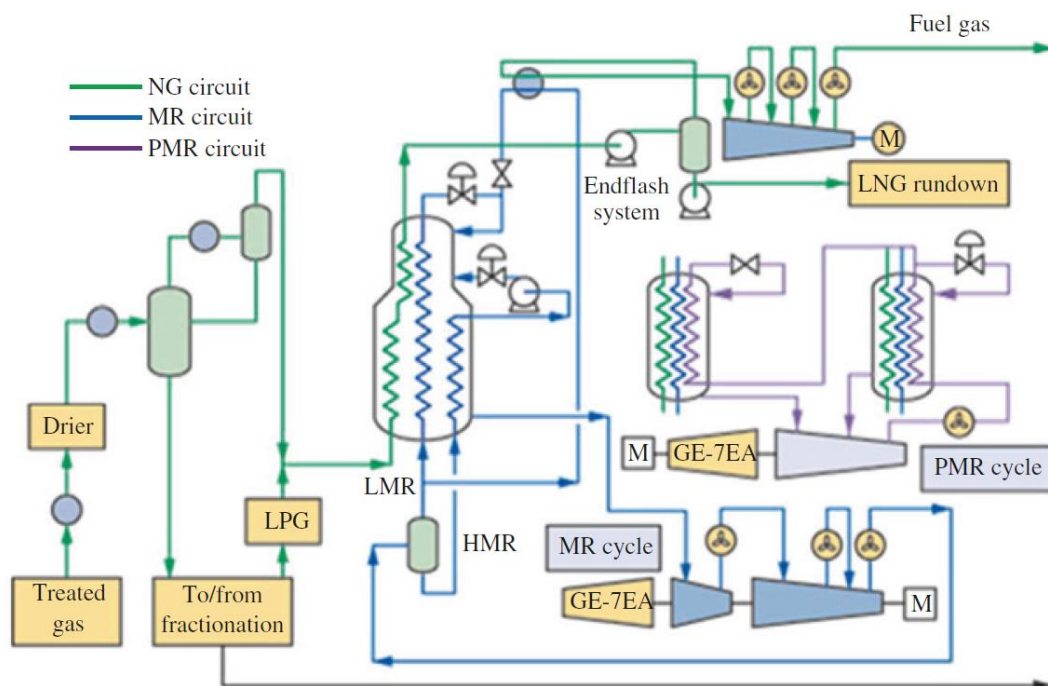 Fuel gas
NG circuit
MR circuit
PMR circuit
M
Endflash
system
LNG rundown
Drier
LPG
LMR
HMR
M
GE-7EA
PMR cycle
MR cycle
Treated
gas
To/from
fractionation
GE-7EA
M